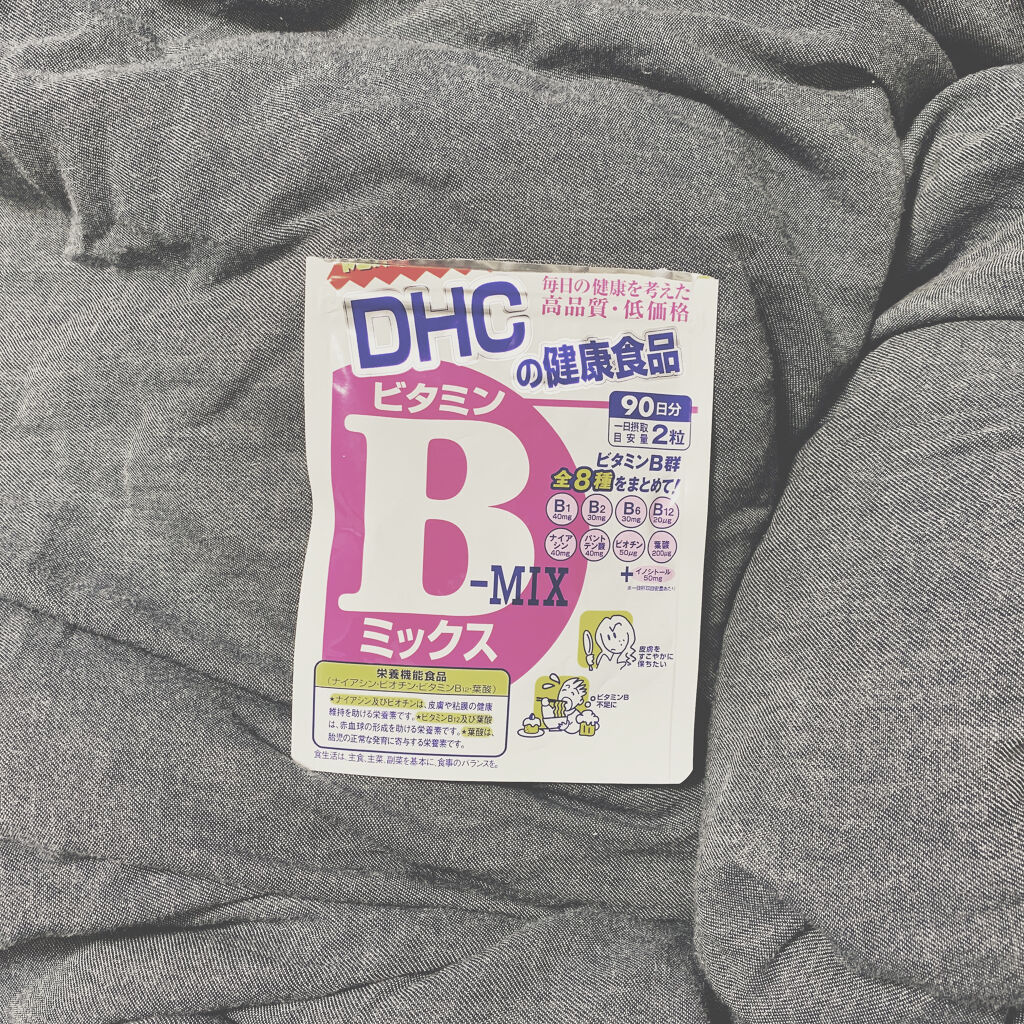 毎日の健康を考えた
高品質・低価格
DHC
の健康食品
ビタミン
B
-MIX
ミックス
90日分
一日摂取
目安量 2粒
ビタミンB群
全8種をまとめて!
B1
40mg
B2
30mg
B6
30mg
B12
20μg
ナイア
シン
40mg
パント
テン酸
40mg
ビオチン
50μg
葉酸
200μg
+イノシトール
50mg
※一日摂取目安量あたり
皮膚を
すこやかに
保ちたい
ビタミンB
不足に
栄養機能食品
(ナイアシン・ビオチン・ビタミンB12・葉酸)
★ナイアシン及びビオチンは、皮膚や粘膜の健康
維持を助ける栄養素です。★ビタミンB12及び葉酸
は、赤血球の形成を助ける栄養素です。★葉酸は、
胎児の正常な発育に寄与する栄養素です。
食生活は、主食、主菜、副菜を基本に、食事のバランスを。